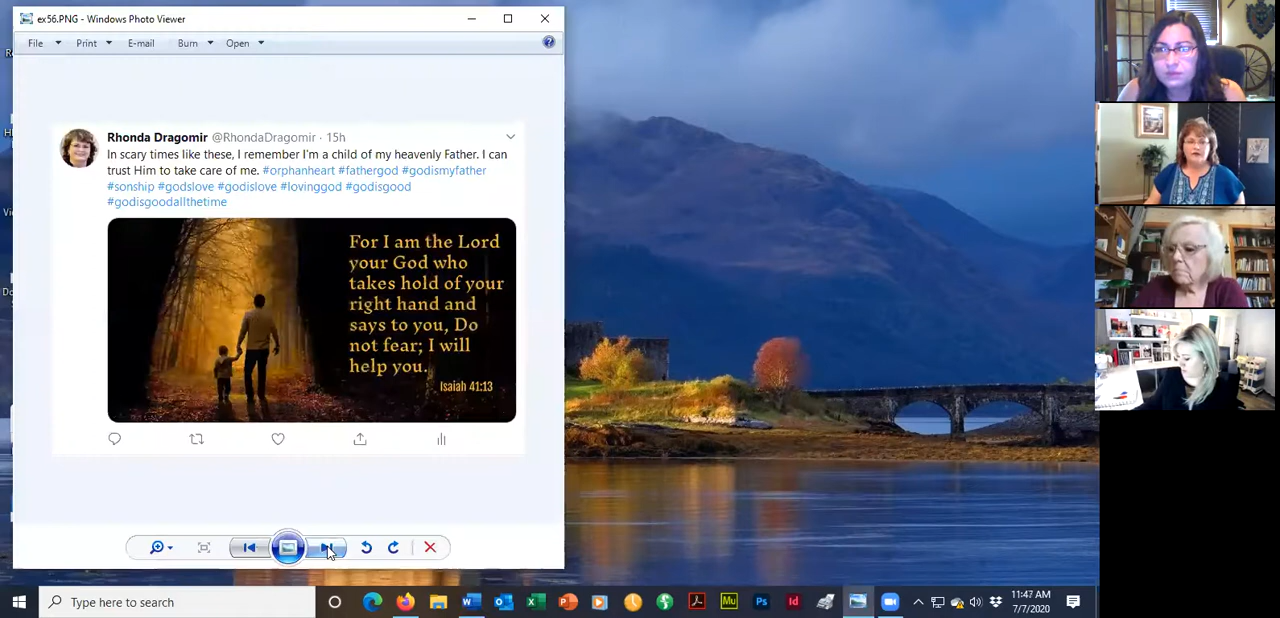 ex56.PNG - Windows Photo Viewer
File Print E-mail Burn Open
Rhonda Dragomir @RhondaDragomir · 15h
In scary times like these, I remember I'm a child of my heavenly Father. I can
trust Him to take care of me. #orphanheart #fathergod #godismyfather
#sonship #godslove #godislove #lovinggod #godisgood
#godisgoodallthetime
For I am the Lord
your God who
takes hold of your
right hand and
says to you, Do
not fear; I will
help you.
Isaiah 41:13
Type here to search
Mu Ps Id
11:47 AM
7/7/2020